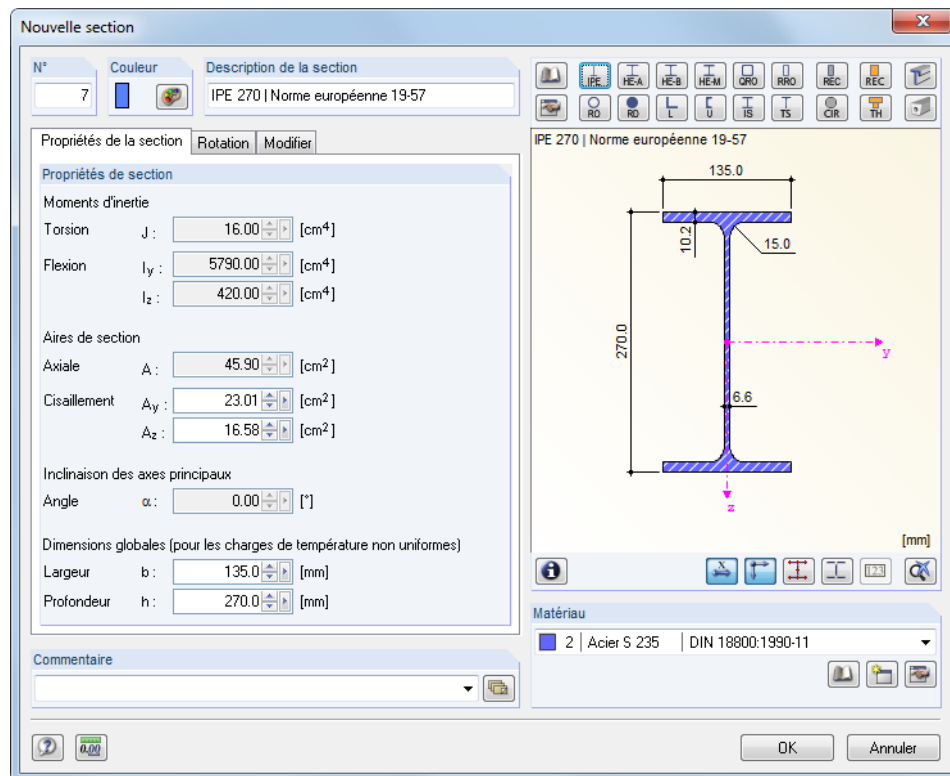 Nouvelle section
N°
Couleur
Description de la section
7
IPE 270 | Norme européenne 19-57
IPE HE-A HE-B HE-M QRO RRO REC REC
RO RD L U IS TS CIR TH
Propriétés de la section
Rotation
Modifier
Propriétés de section
Moments d'inertie
Torsion J : 16.00 [cm4]
Flexion Iy : 5790.00 [cm4]
Iz : 420.00 [cm4]
Aires de section
Axiale A : 45.90 [cm2]
Cisaillement Ay : 23.01 [cm2]
Az : 16.58 [cm2]
Inclinaison des axes principaux
Angle α : 0.00 [°]
Dimensions globales (pour les charges de température non uniformes)
Largeur b : 135.0 [mm]
Profondeur h : 270.0 [mm]
IPE 270 | Norme européenne 19-57
135.0
10.2
15.0
270.0
y
6.6
z
[mm]
X
123
Matériau
2 | Acier S 235 | DIN 18800:1990-11
Commentaire
0.00
OK
Annuler